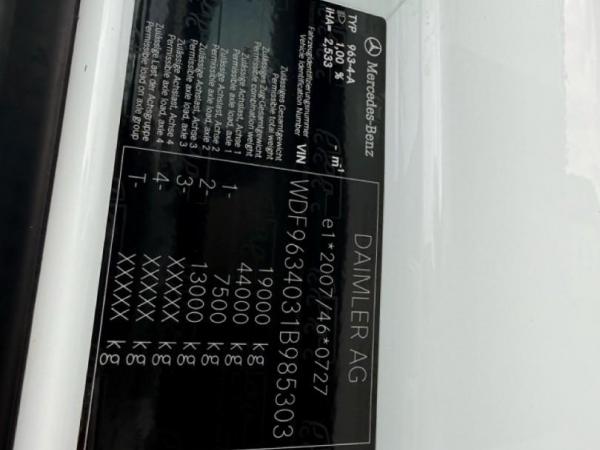 Mercedes-Benz
TYP 963-4-A
1,00 % - m-1
IHA= 2,533
DAIMLER AG
e1*2007/46*0727
Fahrzeugidentifizierungsnummer
Vehicle Identification Number VIN WDF9634031B985303
Zulässiges Gesamtgewicht
Permissible total weight 19000 kg
Zulässiges Zug Gesamtgewicht
Permissible combination weight 44000 kg
Zulässige Achslast, Achse 1
Permissible axle load, axle 1 1- 7500 kg
Zulässige Achslast, Achse 2
Permissible axle load, axle 2 2- 13000 kg
Zulässige Achslast, Achse 3
Permissible axle load, axle 3 3- XXXXX kg
Zulässige Achslast, Achse 4
Permissible axle load, axle 4 4- XXXXX kg
Zulässige Last der Achsgruppe
Permissible load on axle group T- XXXXX kg